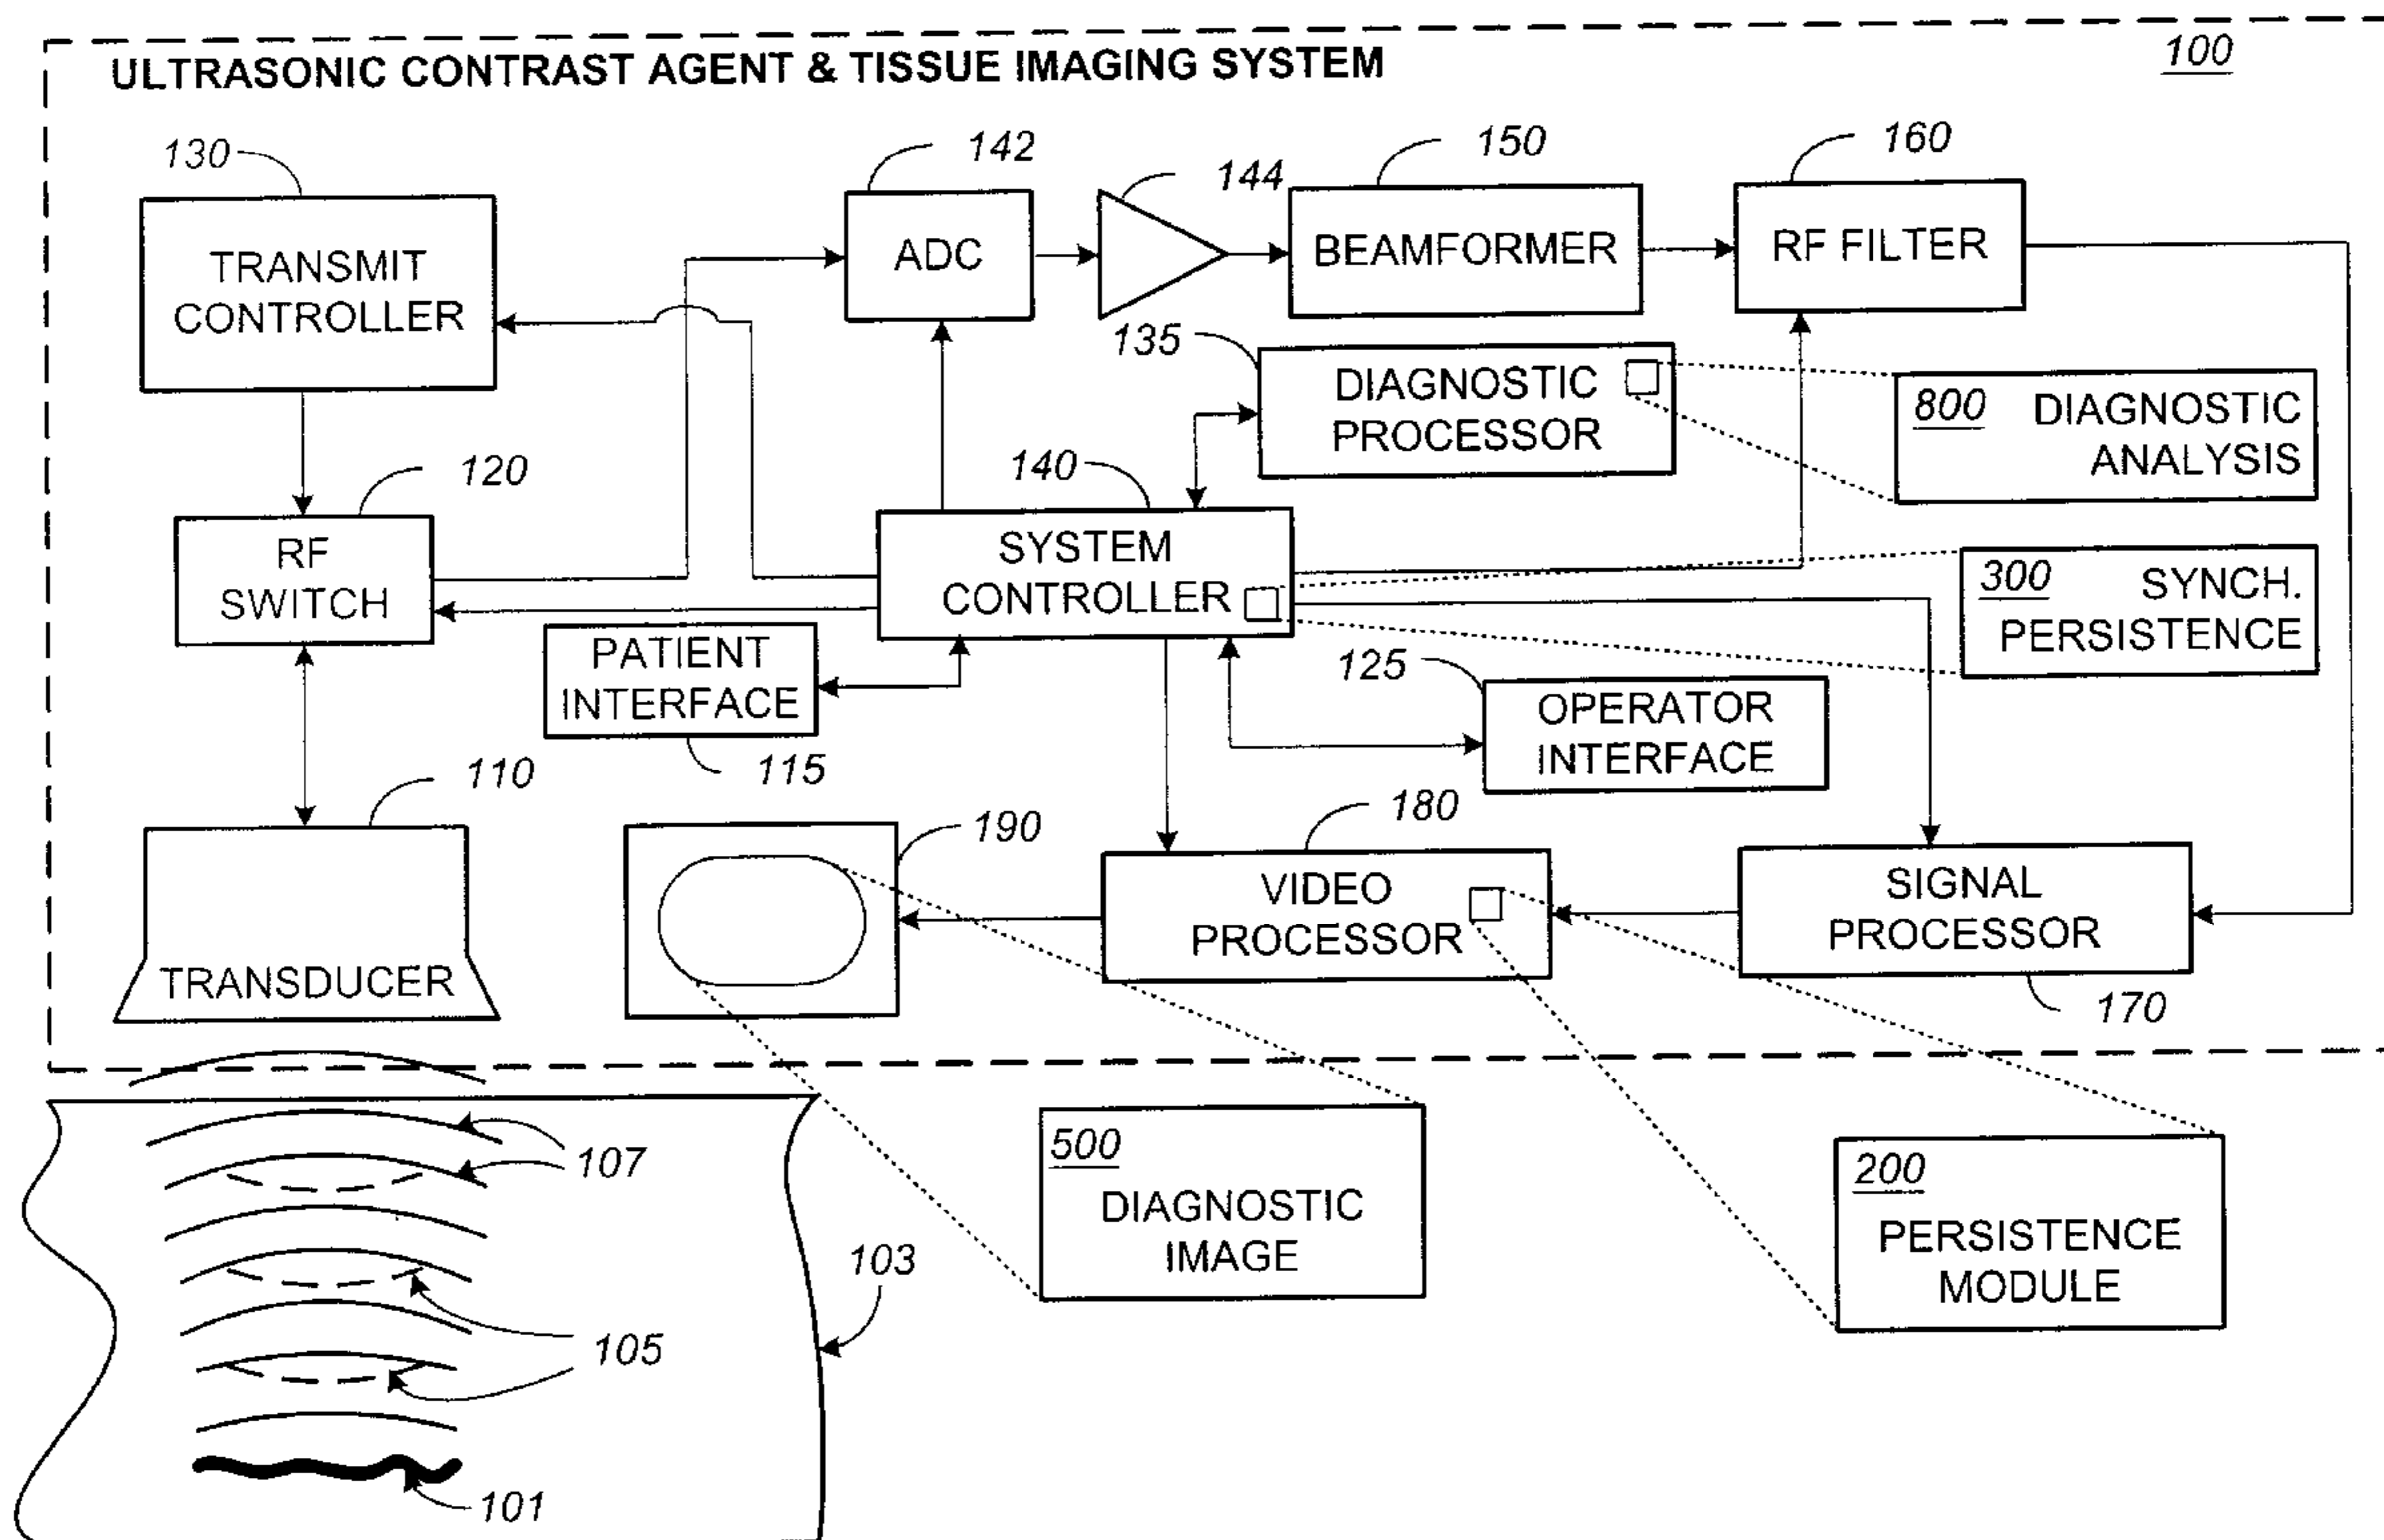 ULTRASONIC CONTRAST AGENT & TISSUE IMAGING SYSTEM
100
130
142
144
150
160
TRANSMIT
CONTROLLER
ADC
BEAMFORMER
RF FILTER
135
DIAGNOSTIC
PROCESSOR
800 DIAGNOSTIC
ANALYSIS
120
140
RF
SWITCH
SYSTEM
CONTROLLER
300 SYNCH.
PERSISTENCE
PATIENT
INTERFACE
115
125
OPERATOR
INTERFACE
110
190
180
TRANSDUCER
VIDEO
PROCESSOR
SIGNAL
PROCESSOR
170
107
500
DIAGNOSTIC
IMAGE
200
PERSISTENCE
MODULE
103
105
101